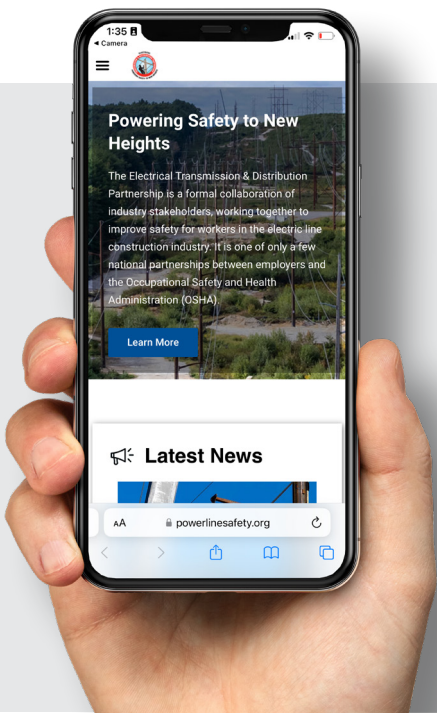 1:35
◀ Camera
Powering Safety to New
Heights
The Electrical Transmission & Distribution
Partnership is a formal collaboration of
industry stakeholders, working together to
improve safety for workers in the electric line
construction industry. It is one of only a few
national partnerships between employers and
the Occupational Safety and Health
Administration (OSHA).
Learn More
Latest News
AA
powerlinesafety.org